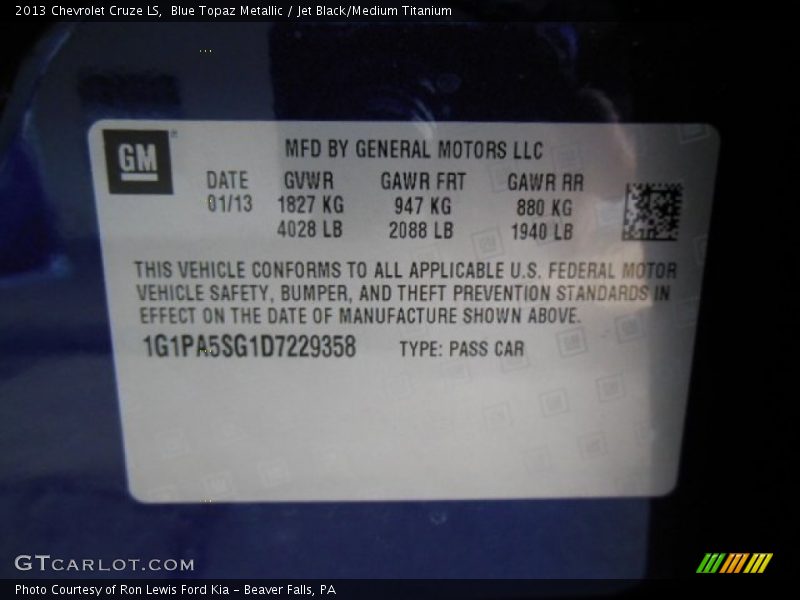 2013 Chevrolet Cruze LS,  Blue Topaz Metallic / Jet Black/Medium Titanium
GM
MFD BY GENERAL MOTORS LLC
DATE GVWR GAWR FRT GAWR RR
01/13 1827 KG 947 KG 880 KG
4028 LB 2088 LB 1940 LB
THIS VEHICLE CONFORMS TO ALL APPLICABLE U.S. FEDERAL MOTOR
VEHICLE SAFETY, BUMPER, AND THEFT PREVENTION STANDARDS IN
EFFECT ON THE DATE OF MANUFACTURE SHOWN ABOVE.
1G1PA5SG1D7229358 TYPE: PASS CAR
GTCARLOT.COM
Photo Courtesy of Ron Lewis Ford Kia - Beaver Falls, PA